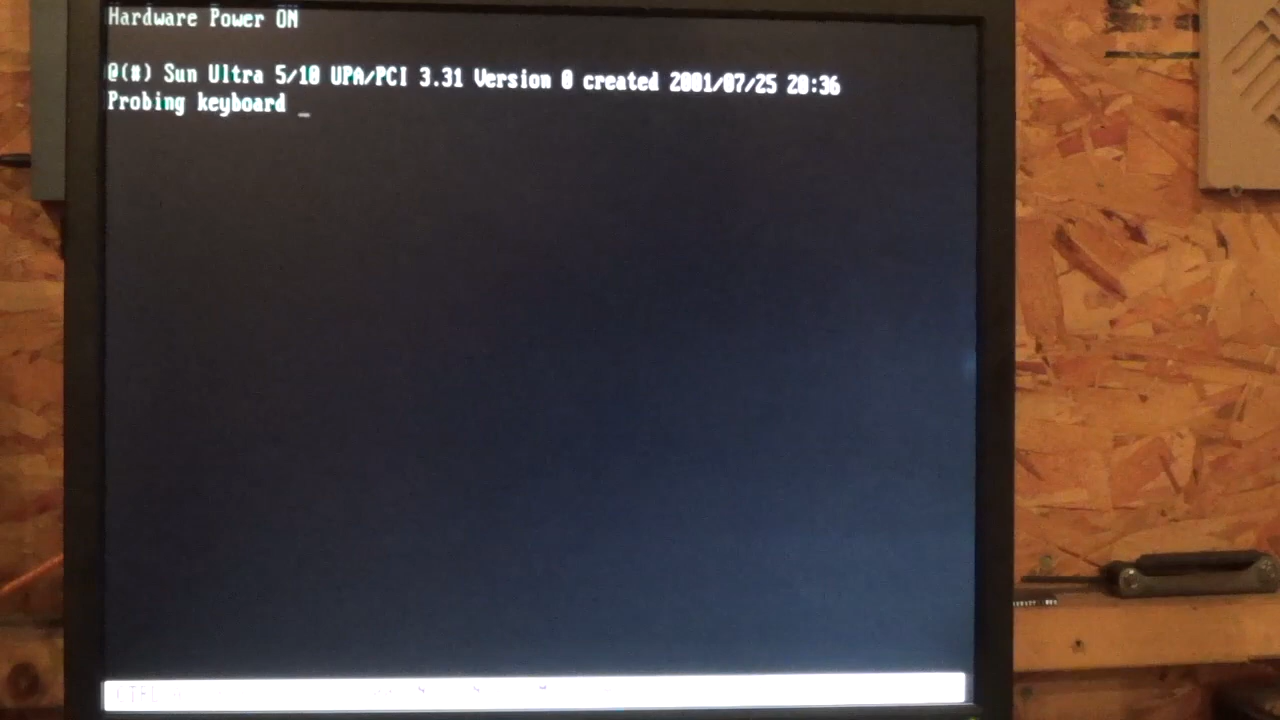 Hardware Power ON
@(#) Sun Ultra 5/10 UPA/PCI 3.31 Version 0 created 2001/07/25 20:36
Probing keyboard _